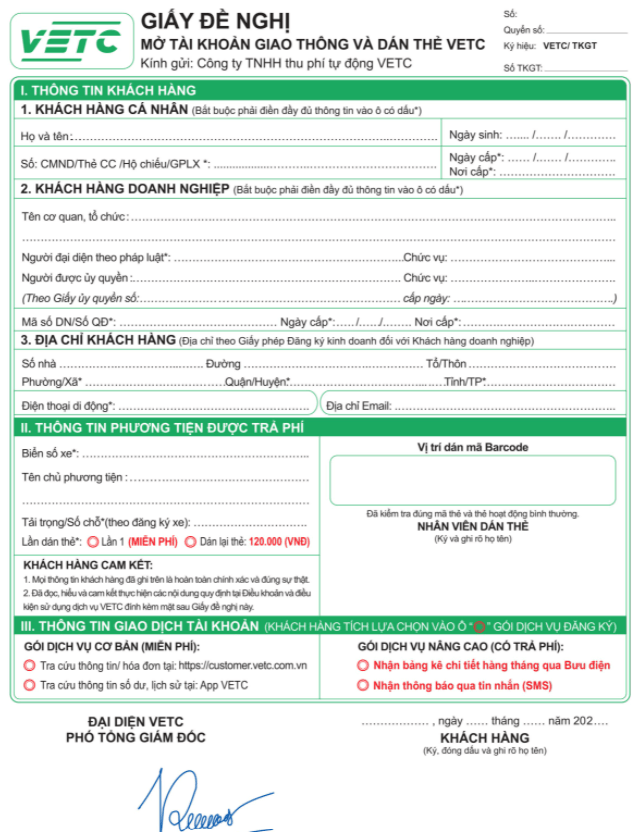 VETC
GIẤY ĐỀ NGHỊ
MỞ TÀI KHOẢN GIAO THÔNG VÀ DÁN THẺ VETC
Kính gửi: Công ty TNHH thu phí tự động VETC
Số:
Quyển số:
Ký hiệu: VETC/ TKGT
Số TKGT:
I. THÔNG TIN KHÁCH HÀNG
1. KHÁCH HÀNG CÁ NHÂN (Bắt buộc phải điền đầy đủ thông tin vào ô có dấu*)
Họ và tên:
Ngày sinh: ....... /....... /............
Số: CMND/Thẻ CC /Hộ chiếu/GPLX *:
Ngày cấp*: ...... /....... /............
Nơi cấp*:
2. KHÁCH HÀNG DOANH NGHIỆP (Bắt buộc phải điền đầy đủ thông tin vào ô có dấu*)
Tên cơ quan, tổ chức:
Người đại diện theo pháp luật*: Chức vụ:
Người được ủy quyền: Chức vụ:
(Theo Giấy ủy quyền số: cấp ngày: )
Mã số DN/Số QĐ*: Ngày cấp*:...../...../........ Nơi cấp*:
3. ĐỊA CHỈ KHÁCH HÀNG (Địa chỉ theo Giấy phép Đăng ký kinh doanh đối với Khách hàng doanh nghiệp)
Số nhà Đường Tổ/Thôn
Phường/Xã* Quận/Huyện* Tỉnh/TP*
Điện thoại di động*: Địa chỉ Email:
II. THÔNG TIN PHƯƠNG TIỆN ĐƯỢC TRẢ PHÍ
Biển số xe*:
Tên chủ phương tiện :
Tải trọng/Số chỗ*(theo đăng ký xe):
Lần dán thẻ*: Lần 1 (MIỄN PHÍ) Dán lại thẻ: 120.000 (VNĐ)
Vị trí dán mã Barcode
Đã kiểm tra đúng mã thẻ và thẻ hoạt động bình thường.
NHÂN VIÊN DÁN THẺ
(Ký và ghi rõ họ tên)
KHÁCH HÀNG CAM KẾT:
1. Mọi thông tin khách hàng đã ghi trên là hoàn toàn chính xác và đúng sự thật.
2. Đã đọc, hiểu và cam kết thực hiện các nội dung quy định tại Điều khoản và điều
kiện sử dụng dịch vụ VETC đính kèm mặt sau Giấy đề nghị này.
III. THÔNG TIN GIAO DỊCH TÀI KHOẢN (KHÁCH HÀNG TÍCH LỰA CHỌN VÀO Ô "O" GÓI DỊCH VỤ ĐĂNG KÝ)
GÓI DỊCH VỤ CƠ BẢN (MIỄN PHÍ):
Tra cứu thông tin/ hóa đơn tại: https://customer.vetc.com.vn
Tra cứu thông tin số dư, lịch sử tại: App VETC
GÓI DỊCH VỤ NÂNG CAO (CÓ TRẢ PHÍ):
Nhận bảng kê chi tiết hàng tháng qua Bưu điện
Nhận thông báo qua tin nhắn (SMS)
ĐẠI DIỆN VETC
PHÓ TỔNG GIÁM ĐỐC
.................. , ngày ...... tháng ...... năm 202....
KHÁCH HÀNG
(Ký, đóng dấu và ghi rõ họ tên)